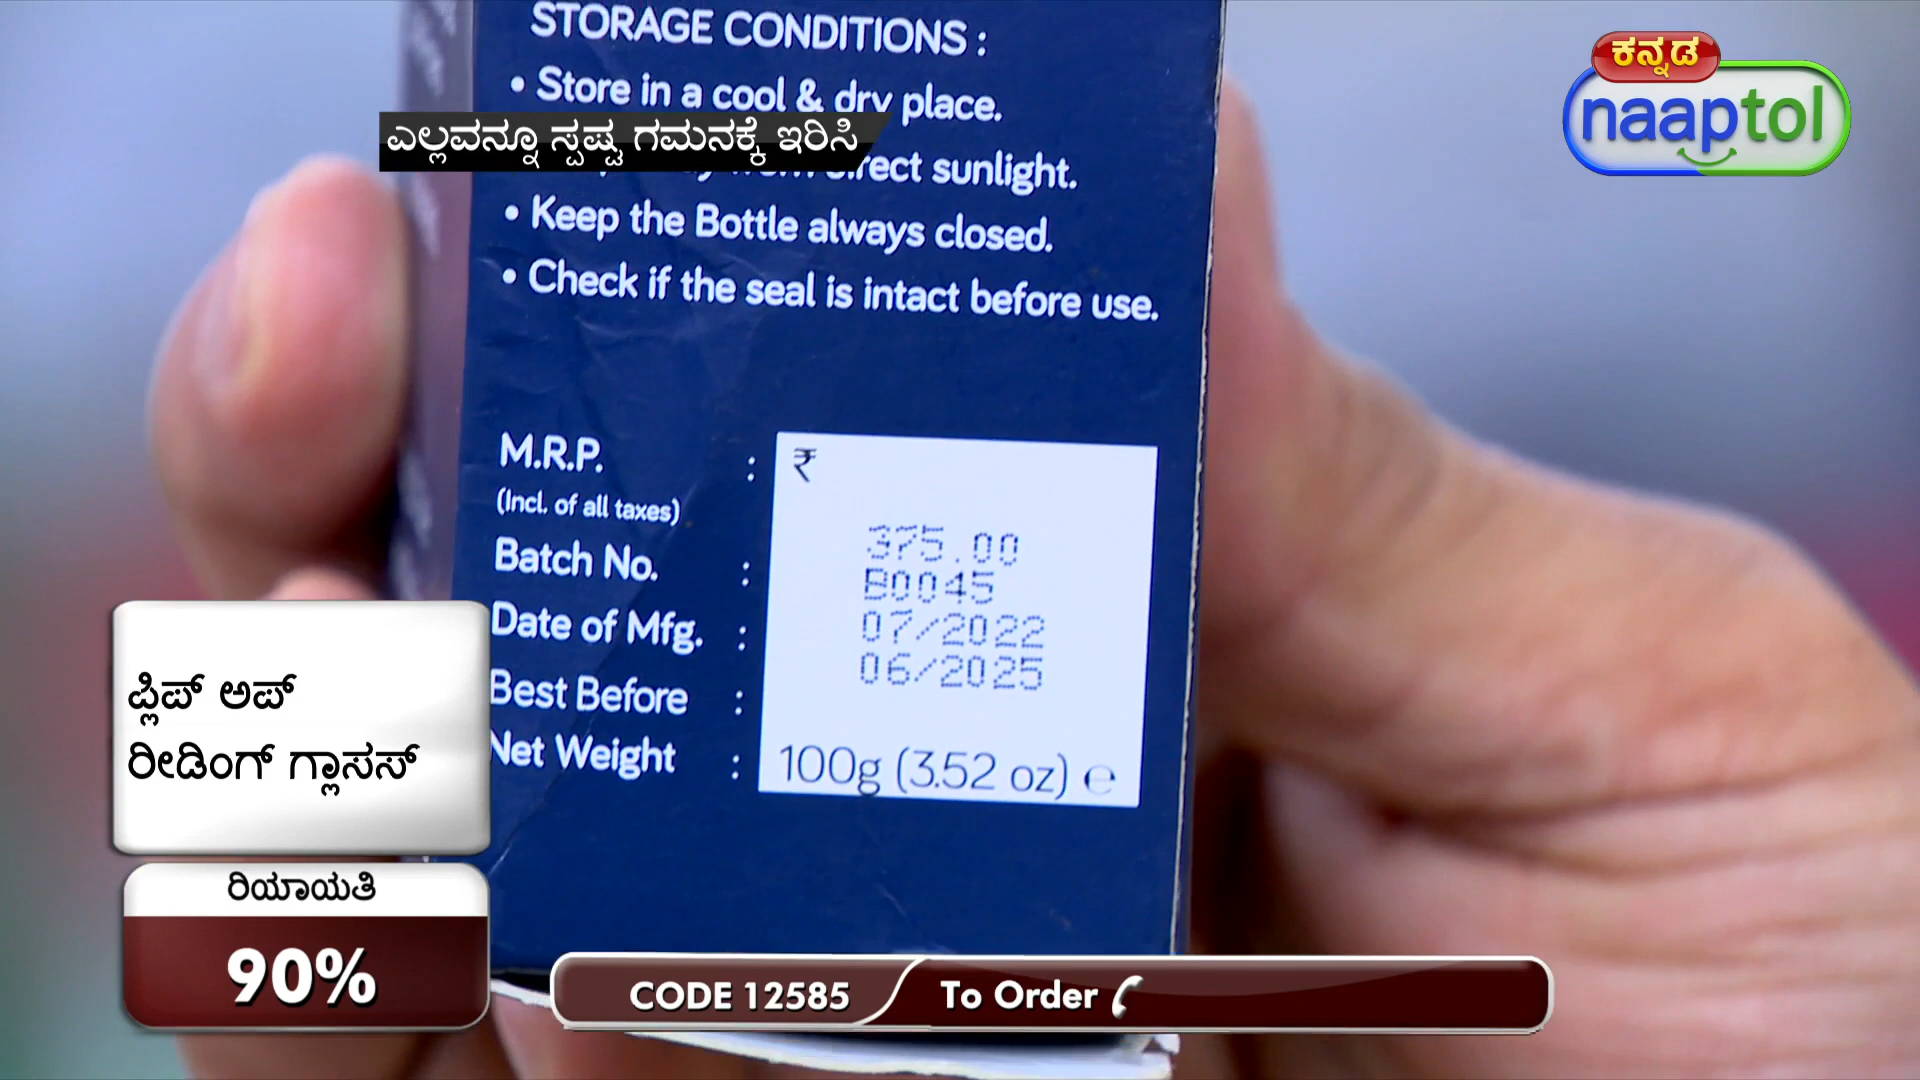 STORAGE CONDITIONS :
• Store in a cool & dry place.
ಎಲ್ಲವನ್ನೂ ಸ್ಪಷ್ಟ ಗಮನಕ್ಕೆ ಇರಿಸಿ
direct sunlight.
• Keep the Bottle always closed.
• Check if the seal is intact before use.
M.R.P. : ₹
(Incl. of all taxes) 375.00
Batch No. : B0045
Date of Mfg. : 07/2022
Best Before : 06/2025
Net Weight : 100g (3.52 oz) ℮
ಕನ್ನಡ
naaptol
ಫ್ಲಿಪ್ ಅಪ್
ರೀಡಿಂಗ್ ಗ್ಲಾಸಸ್
ರಿಯಾಯತಿ
90%
CODE 12585 To Order